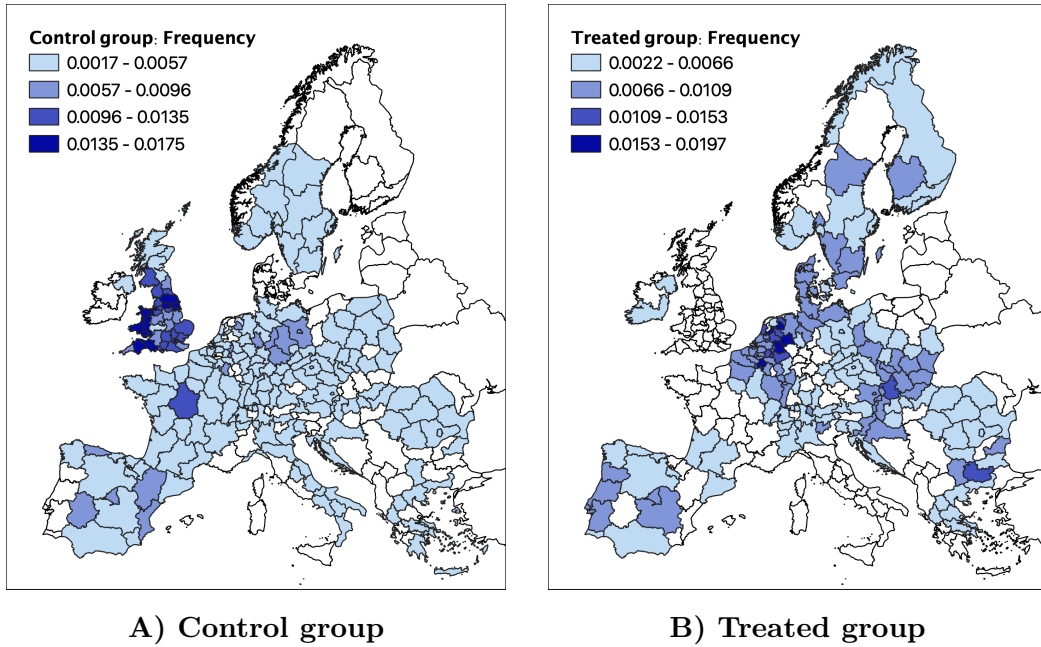 Control group: Frequency
0.0017 - 0.0057
0.0057 - 0.0096
0.0096 - 0.0135
0.0135 - 0.0175
Treated group: Frequency
0.0022 - 0.0066
0.0066 - 0.0109
0.0109 - 0.0153
0.0153 - 0.0197
A) Control group
B) Treated group